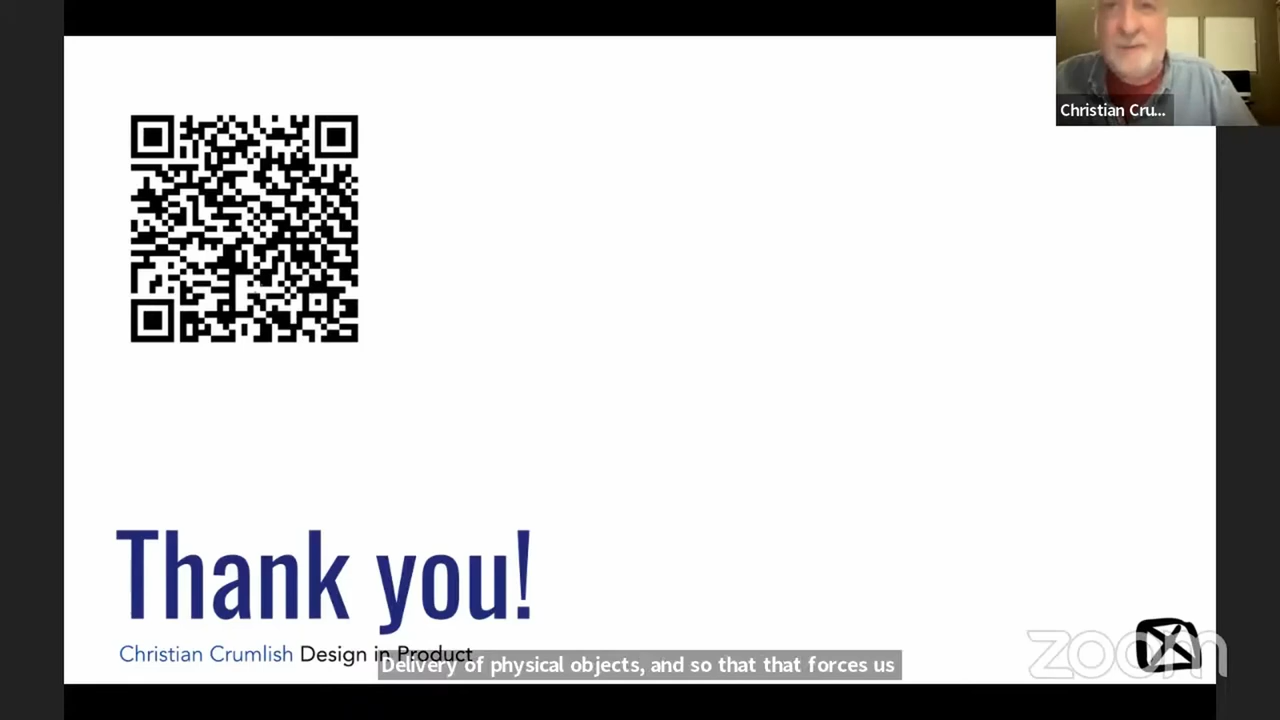 Christian Cru...
Thank you!
Christian Crumlish Design in Product
Delivery of physical objects, and so that that forces us
zoom